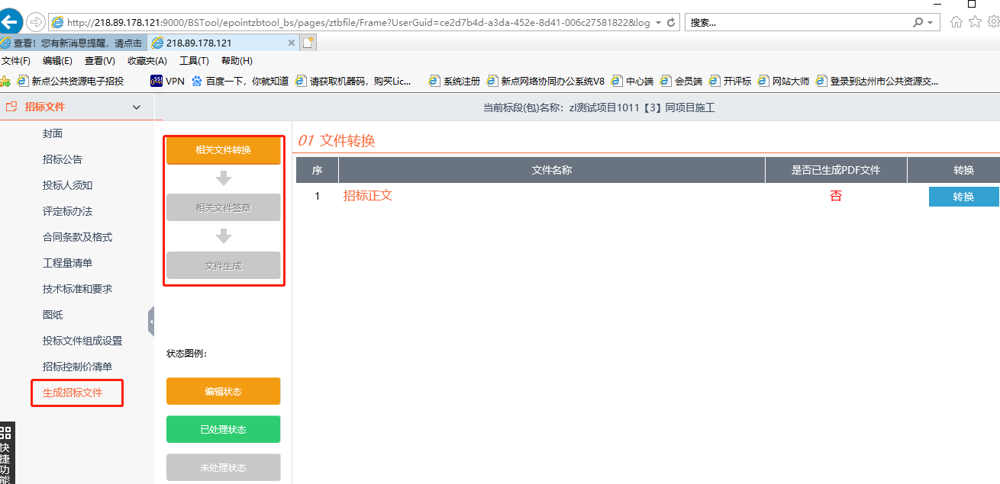 http://218.89.178.121:9000/BSTool/epointzbtool_bs/pages/ztbfile/Frame?UserGuid=ce2d7b4d-a3da-452e-8d41-006c27581822&log
搜索...
查看！您有新消息提醒，请点击
218.89.178.121
文件(F) 编辑(E) 查看(V) 收藏夹(A) 工具(T) 帮助(H)
新点公共资源电子招投 VPN 百度一下，你就知道 请获取机器码，购买Lic... 系统注册 新点网络协同办公系统V8 中心端 会员端 开评标 网站大师 登录到达州市公共资源交...
招标文件
当前标段(包)名称：zl测试项目1011【3】同项目施工
封面
招标公告
投标人须知
评定标办法
合同条款及格式
工程量清单
技术标准和要求
图纸
投标文件组成设置
招标控制价清单
生成招标文件
快捷功能
相关文件转换
相关文件签章
文件生成
状态图例：
编辑状态
已处理状态
未处理状态
01 文件转换
序 文件名称 是否已生成PDF文件 转换
1 招标正文 否 转换